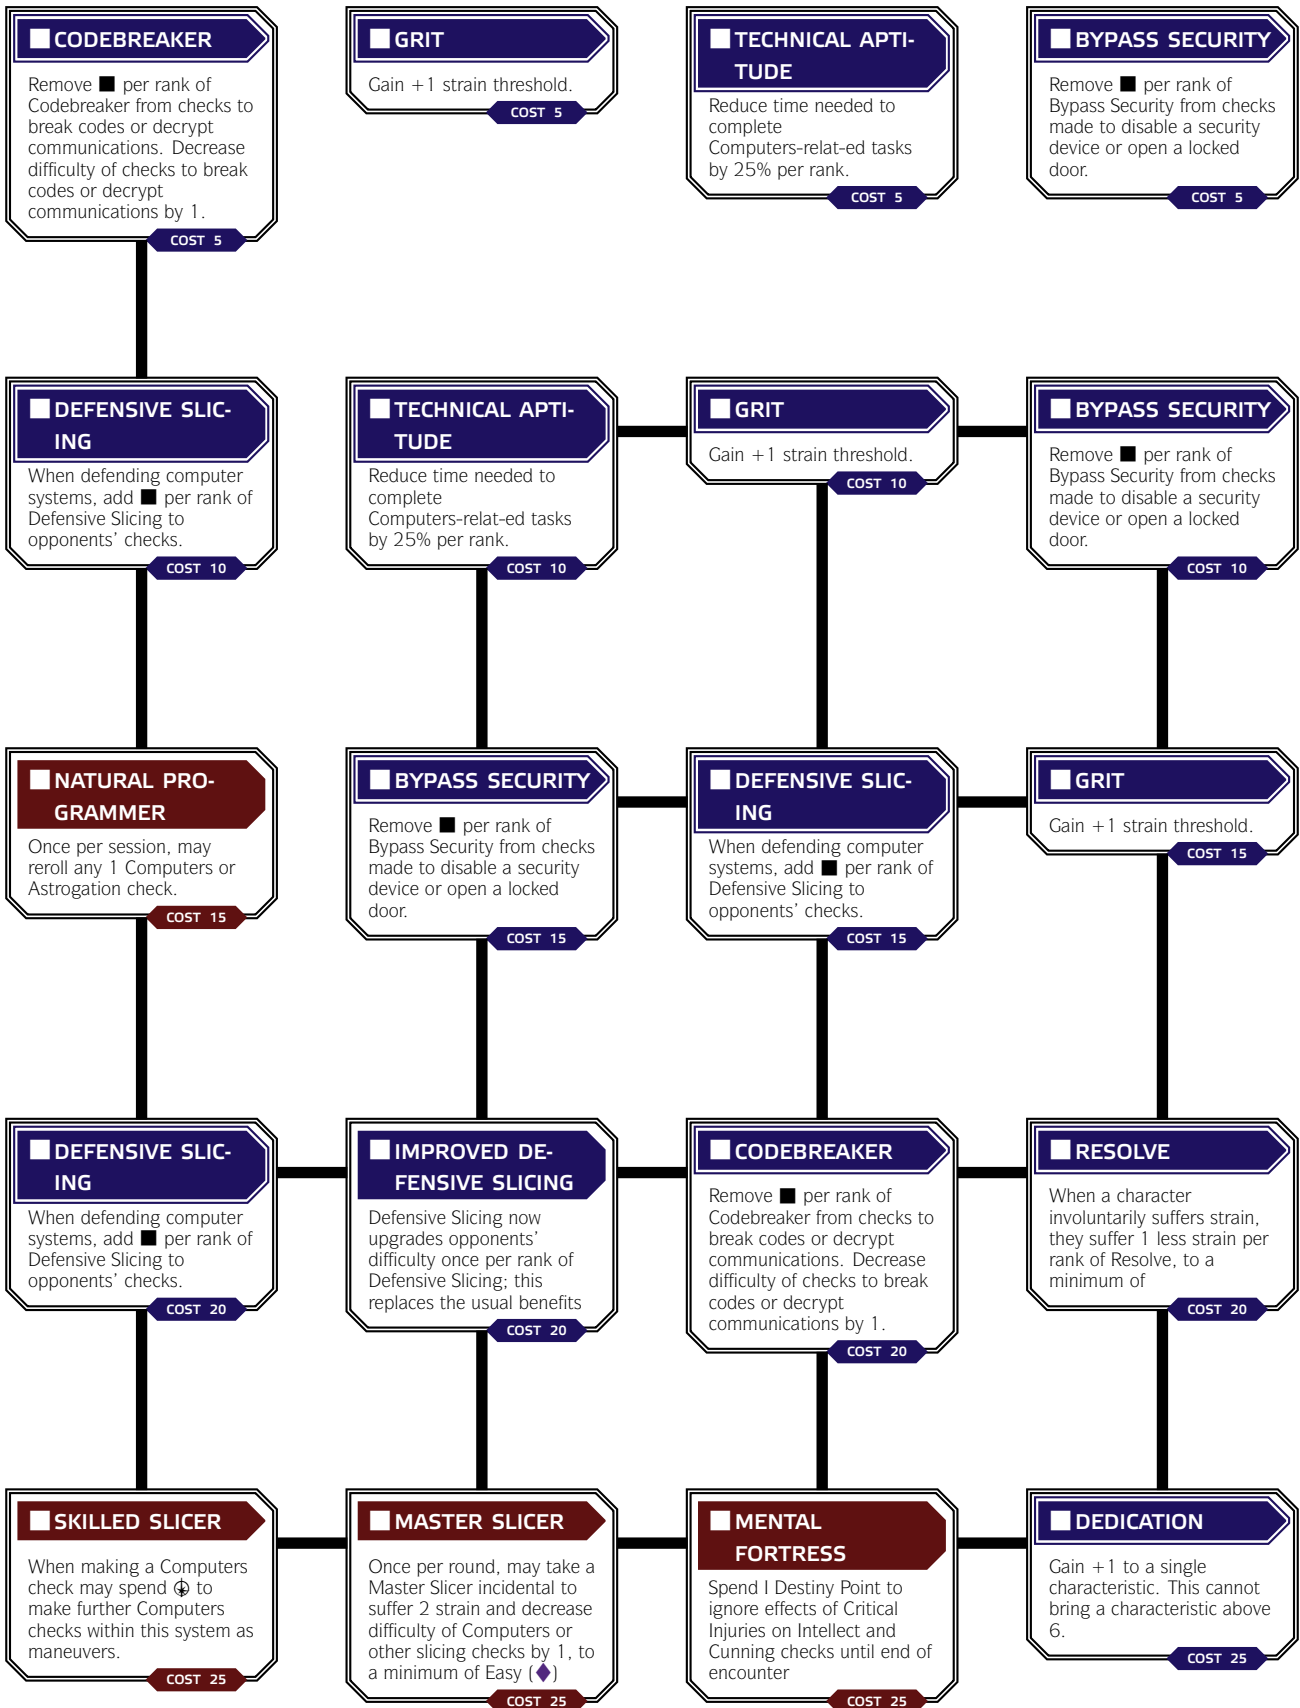 CODEBREAKER
Remove ■ per rank of
Codebreaker from checks to
break codes or decrypt
communications. Decrease
difficulty of checks to break
codes or decrypt
communications by 1.
COST 5
GRIT
Gain +1 strain threshold.
COST 5
TECHNICAL APTI-
TUDE
Reduce time needed to
complete
Computers-relat-ed tasks
by 25% per rank.
COST 5
BYPASS SECURITY
Remove ■ per rank of
Bypass Security from checks
made to disable a security
device or open a locked
door.
COST 5
DEFENSIVE SLIC-
ING
When defending computer
systems, add ■ per rank of
Defensive Slicing to
opponents' checks.
COST 10
TECHNICAL APTI-
TUDE
Reduce time needed to
complete
Computers-relat-ed tasks
by 25% per rank.
COST 10
GRIT
Gain +1 strain threshold.
COST 10
BYPASS SECURITY
Remove ■ per rank of
Bypass Security from checks
made to disable a security
device or open a locked
door.
COST 10
NATURAL PRO-
GRAMMER
Once per session, may
reroll any 1 Computers or
Astrogation check.
COST 15
BYPASS SECURITY
Remove ■ per rank of
Bypass Security from checks
made to disable a security
device or open a locked
door.
COST 15
DEFENSIVE SLIC-
ING
When defending computer
systems, add ■ per rank of
Defensive Slicing to
opponents' checks.
COST 15
GRIT
Gain +1 strain threshold.
COST 15
DEFENSIVE SLIC-
ING
When defending computer
systems, add ■ per rank of
Defensive Slicing to
opponents' checks.
COST 20
IMPROVED DE-
FENSIVE SLICING
Defensive Slicing now
upgrades opponents'
difficulty once per rank of
Defensive Slicing; this
replaces the usual benefits
COST 20
CODEBREAKER
Remove ■ per rank of
Codebreaker from checks to
break codes or decrypt
communications. Decrease
difficulty of checks to break
codes or decrypt
communications by 1.
COST 20
RESOLVE
When a character
involuntarily suffers strain,
they suffer 1 less strain per
rank of Resolve, to a
minimum of
COST 20
SKILLED SLICER
When making a Computers
check may spend to
make further Computers
checks within this system as
maneuvers.
COST 25
MASTER SLICER
Once per round, may take a
Master Slicer incidental to
suffer 2 strain and decrease
difficulty of Computers or
other slicing checks by 1, to
a minimum of Easy (♦)
COST 25
MENTAL
FORTRESS
Spend I Destiny Point to
ignore effects of Critical
Injuries on Intellect and
Cunning checks until end of
encounter
COST 25
DEDICATION
Gain +1 to a single
characteristic. This cannot
bring a characteristic above
6.
COST 25